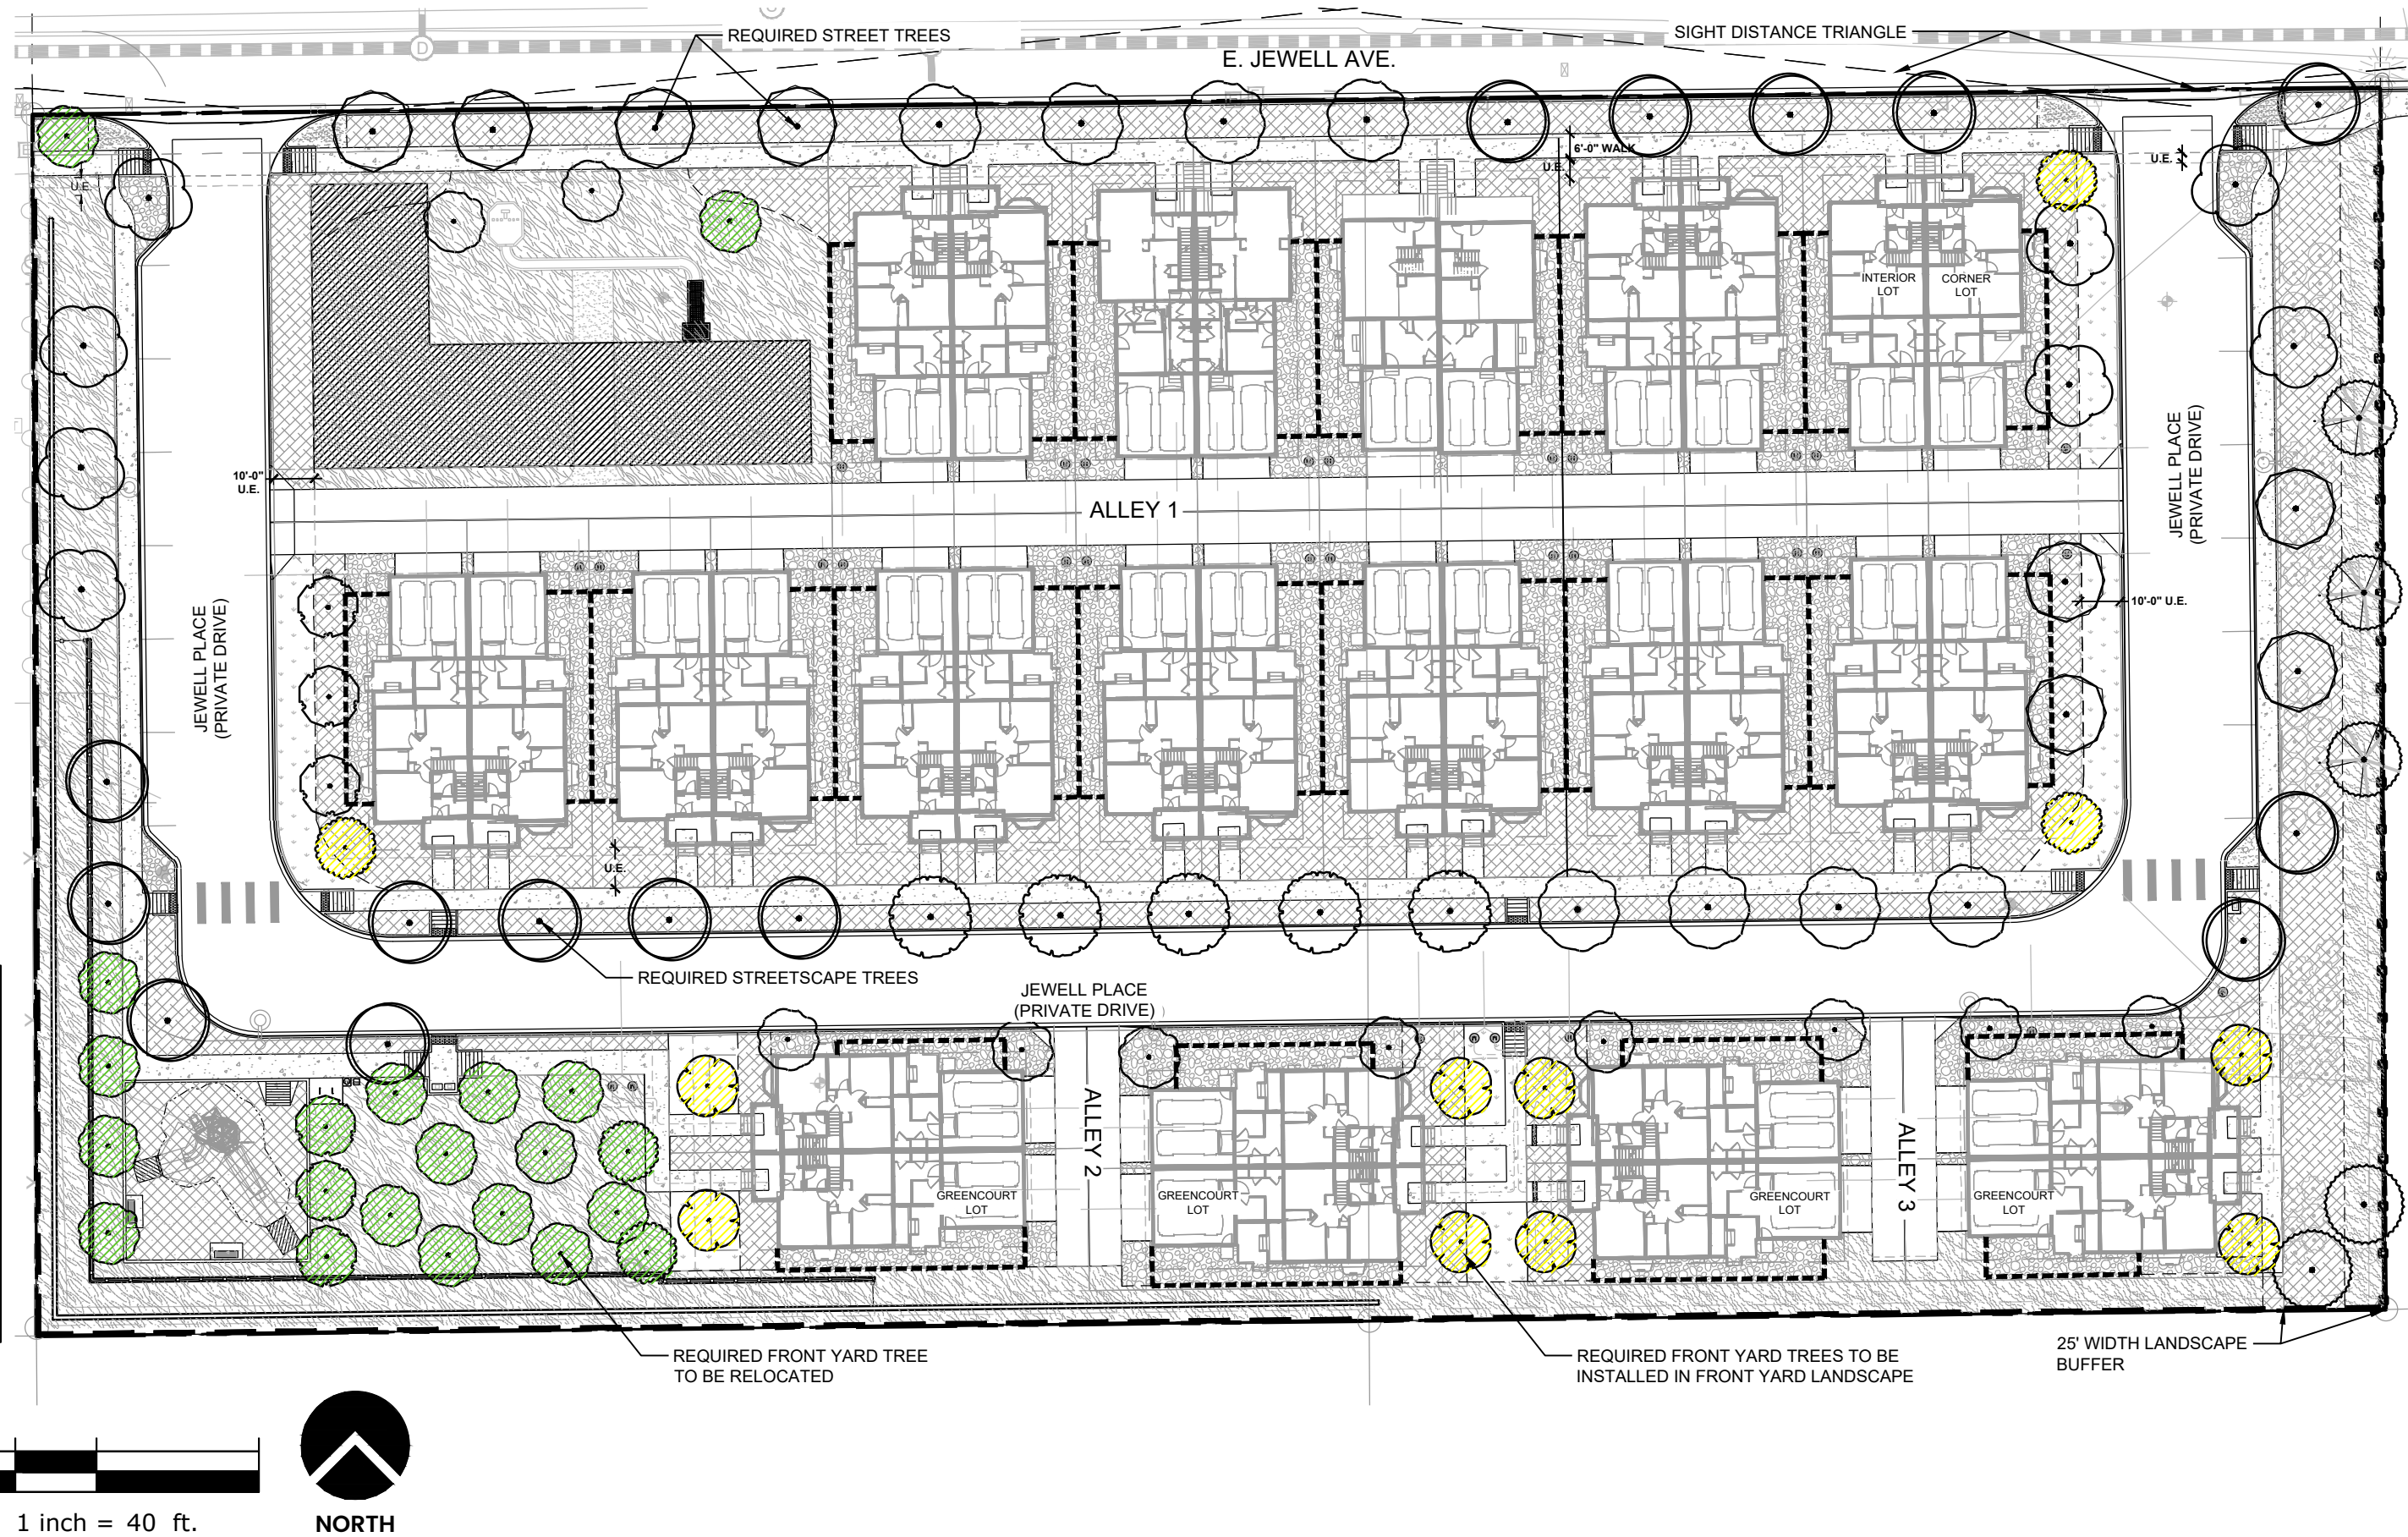 REQUIRED STREET TREES
SIGHT DISTANCE TRIANGLE
D
E. JEWELL AVE.
6'-0" WALK
U.E.
U.E.
U.E.
INTERIOR
LOT
CORNER
LOT
10'-0"
U.E.
ALLEY 1
JEWELL PLACE
(PRIVATE DRIVE)
JEWELL PLACE
(PRIVATE DRIVE)
10'-0" U.E.
U.E.
REQUIRED STREETSCAPE TREES
JEWELL PLACE
(PRIVATE DRIVE)
ALLEY 2
ALLEY 3
GREENCOURT
LOT
GREENCOURT
LOT
GREENCOURT
LOT
GREENCOURT
LOT
REQUIRED FRONT YARD TREE
TO BE RELOCATED
REQUIRED FRONT YARD TREES TO BE
INSTALLED IN FRONT YARD LANDSCAPE
25' WIDTH LANDSCAPE
BUFFER
1 inch = 40 ft.
NORTH